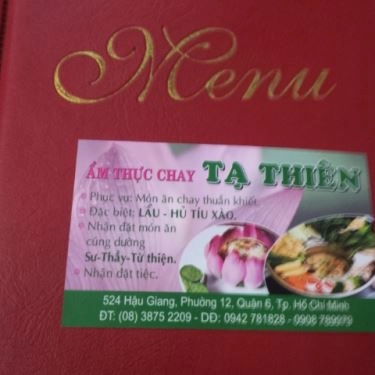 Menu
ẨM THỰC CHAY TẠ THIÊN
Phục vụ: Món ăn chay thuần khiết.
Đặc biệt: LẨU - HỦ TÍU XÀO.
Nhận đặt món ăn
cúng dường
Sư-Thầy-Từ thiện.
Nhận đặt tiệc.
524 Hậu Giang, Phường 12, Quận 6, Tp. Hồ Chí Minh
ĐT: (08) 3875 2209 - DĐ: 0942 781828 - 0908 789979